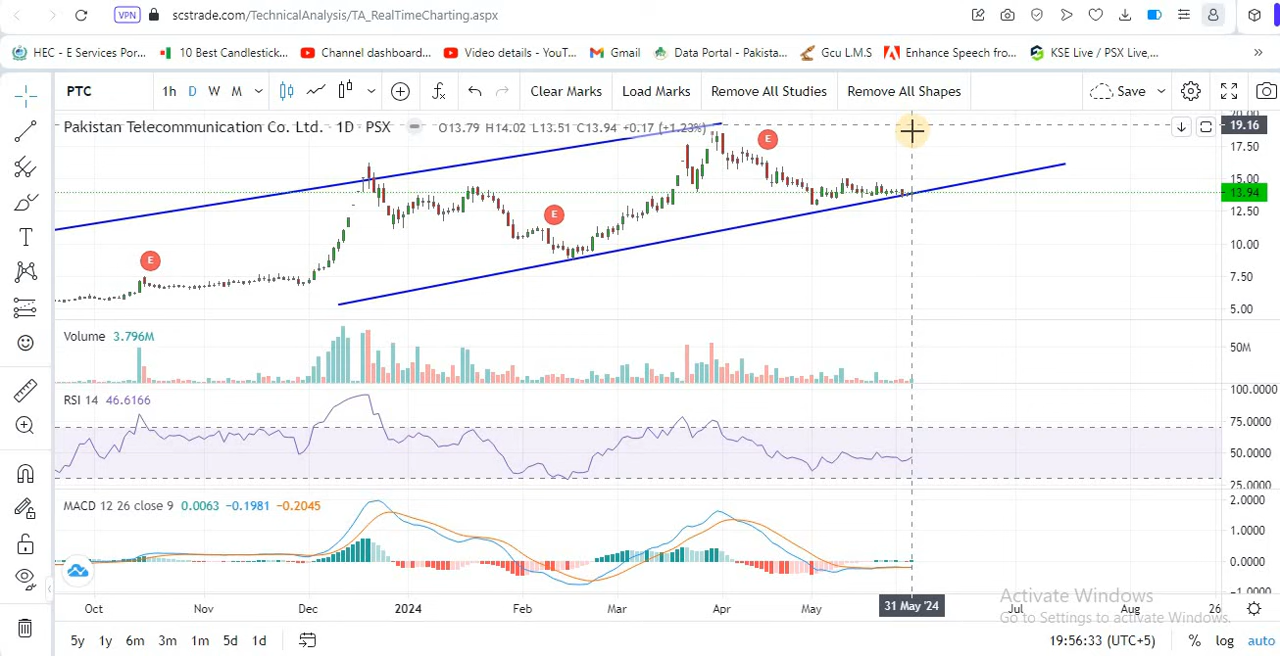 VPN scstrade.com/TechnicalAnalysis/TA_RealTimeCharting.aspx
HEC - E Services Por... 10 Best Candlestick... Channel dashboard... Video details - YouT... Gmail Data Portal - Pakista... Gcu L.M.S Enhance Speech fro... KSE Live / PSX Live,... »
PTC 1h D W M Clear Marks Load Marks Remove All Studies Remove All Shapes Save
Pakistan Telecommunication Co. Ltd. · 1D · PSX O13.79 H14.02 L13.51 C13.94 +0.17 (+1.23%)
20.00
19.16
17.50
15.00
13.94
12.50
10.00
7.50
5.00
E
E
E
E
Volume 3.796M
50M
RSI 14 46.6166
100.0000
75.0000
50.0000
25.0000
MACD 12 26 close 9 0.0063 −0.1981 −0.2045
2.0000
1.0000
0.0000
−1.0000
Oct Nov Dec 2024 Feb Mar Apr May 31 May '24 Jul Aug 26
Activate Windows
Go to Settings to activate Windows.
5y 1y 6m 3m 1m 5d 1d 19:56:33 (UTC+5) % log auto